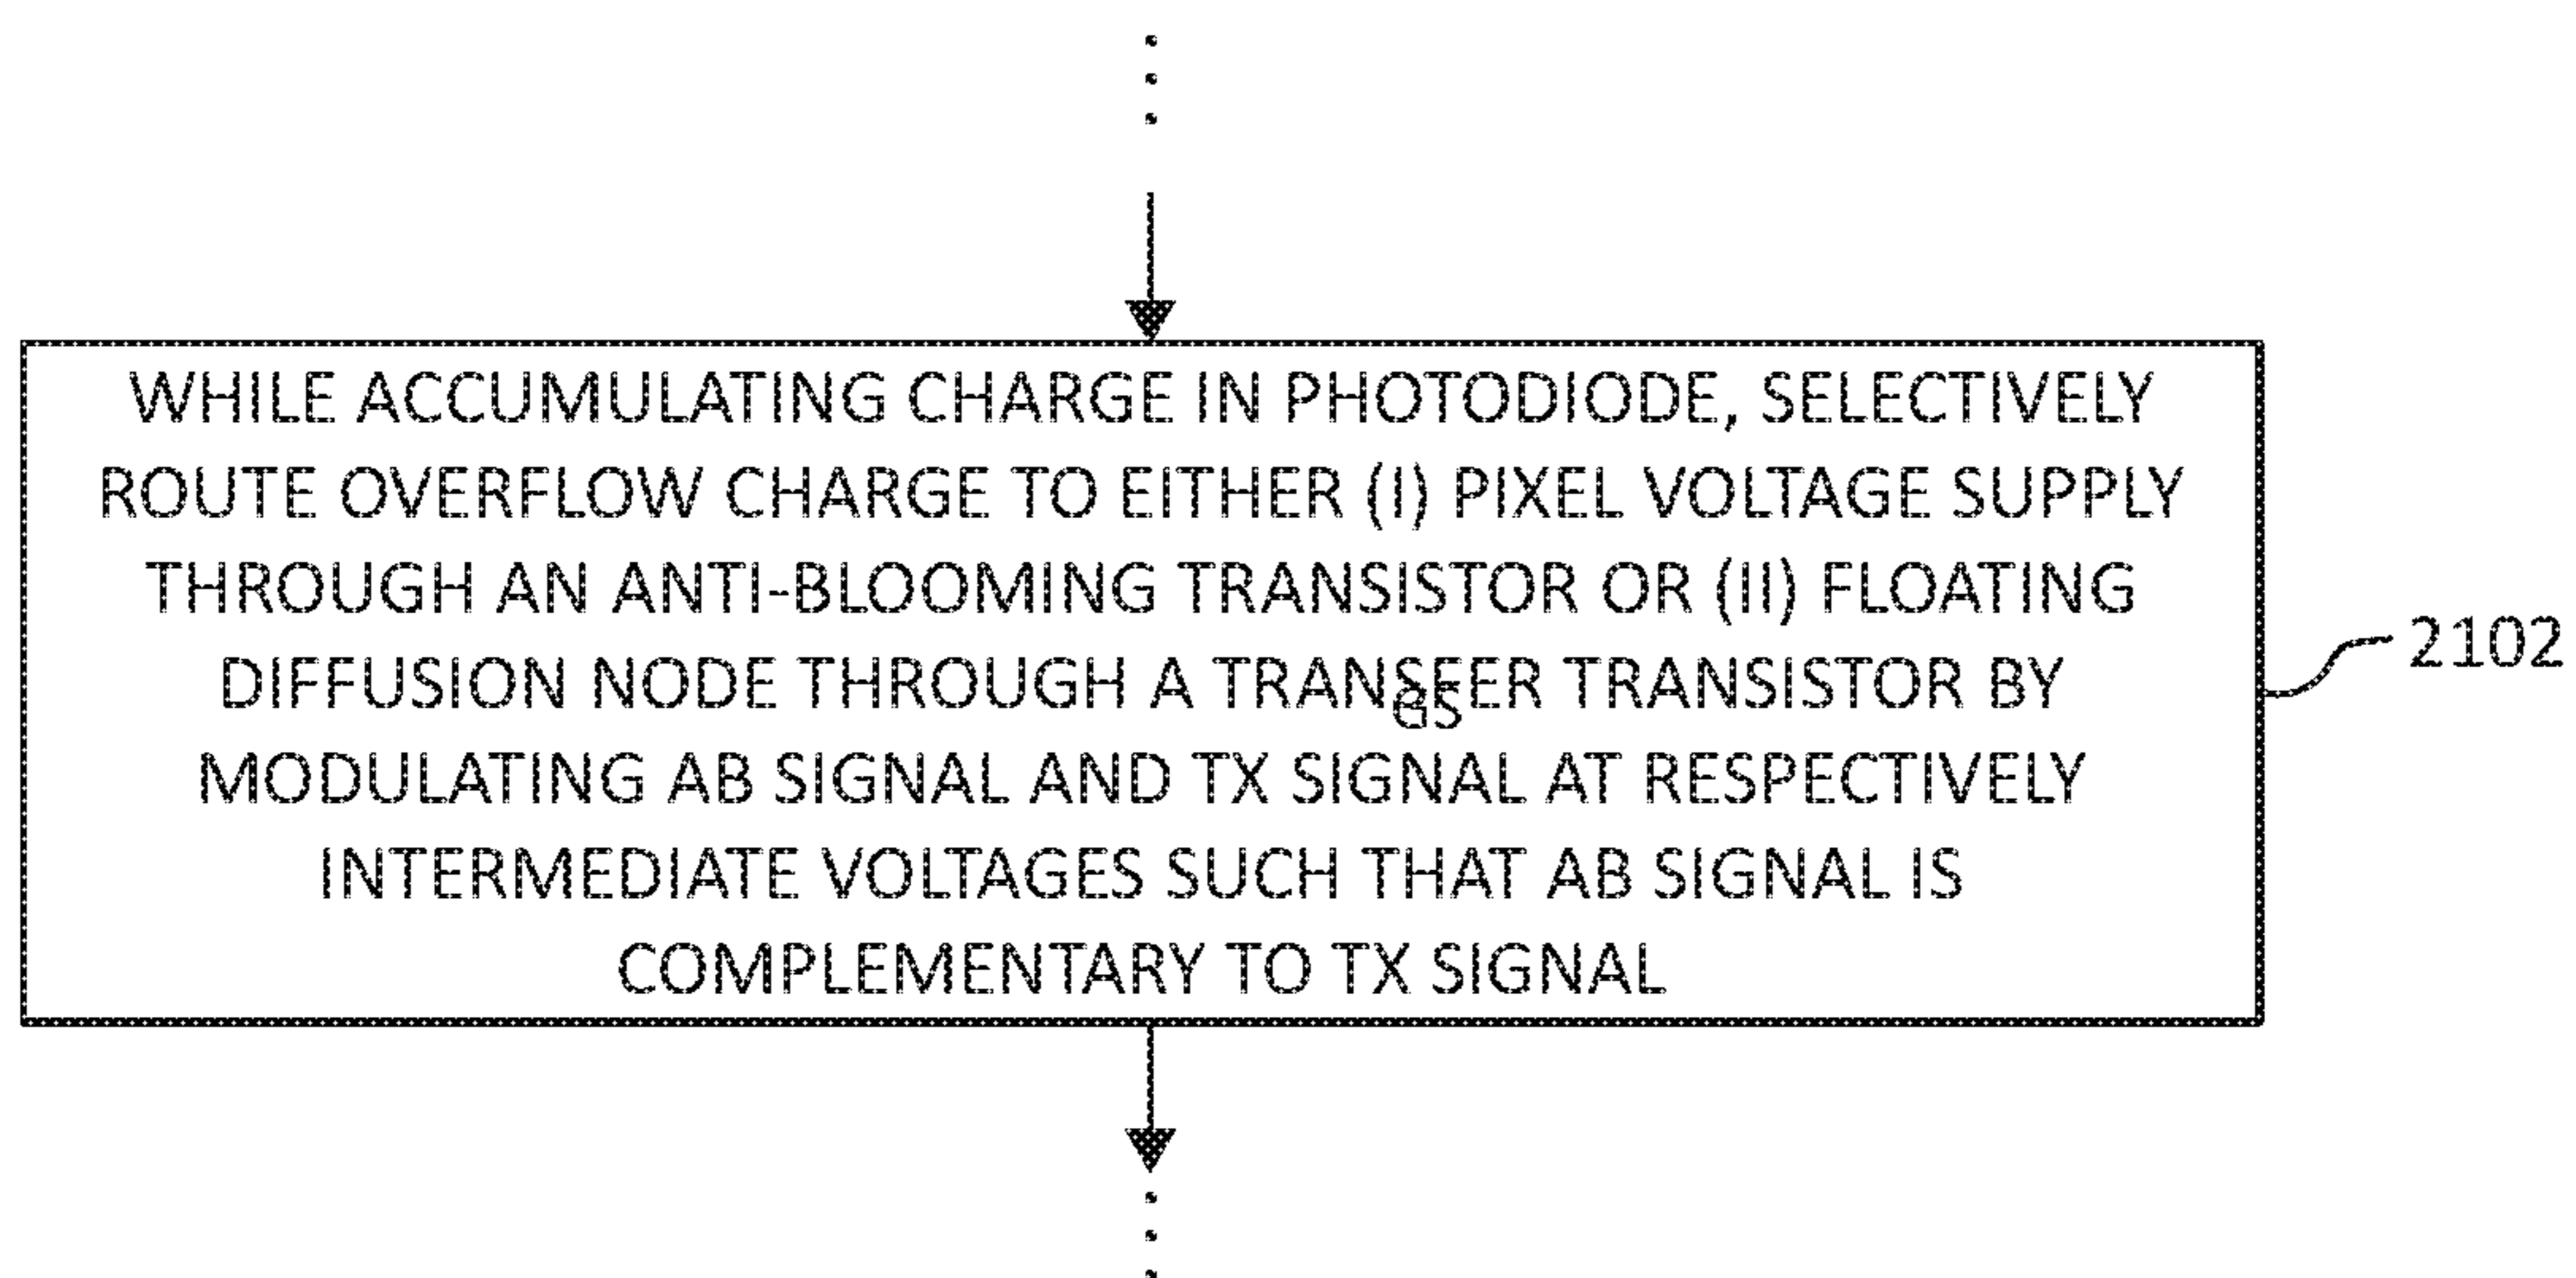 WHILE ACCUMULATING CHARGE IN PHOTODIODE, SELECTIVELY
ROUTE OVERFLOW CHARGE TO EITHER (I) PIXEL VOLTAGE SUPPLY
THROUGH AN ANTI-BLOOMING TRANSISTOR OR (II) FLOATING
DIFFUSION NODE THROUGH A TRANSFER TRANSISTOR BY
GS
MODULATING AB SIGNAL AND TX SIGNAL AT RESPECTIVELY
INTERMEDIATE VOLTAGES SUCH THAT AB SIGNAL IS
COMPLEMENTARY TO TX SIGNAL
2102